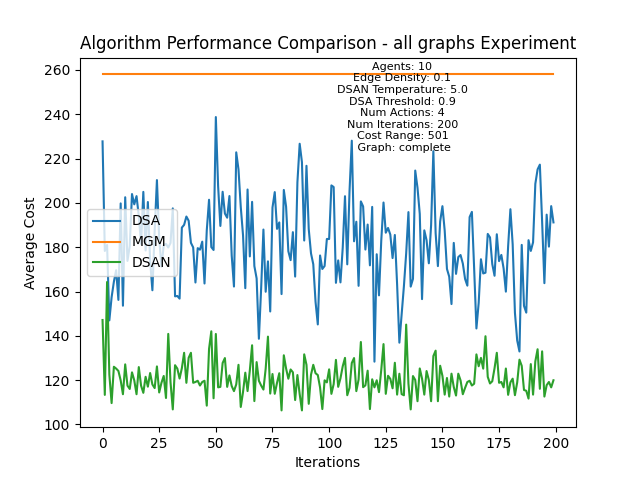 Algorithm Performance Comparison - all graphs Experiment
Agents: 10
Edge Density: 0.1
DSAN Temperature: 5.0
DSA Threshold: 0.9
Num Actions: 4
Num Iterations: 200
Cost Range: 501
Graph: complete
260
240
220
200
180
160
140
120
100
Average Cost
DSA
MGM
DSAN
0
25
50
75
100
125
150
175
200
Iterations